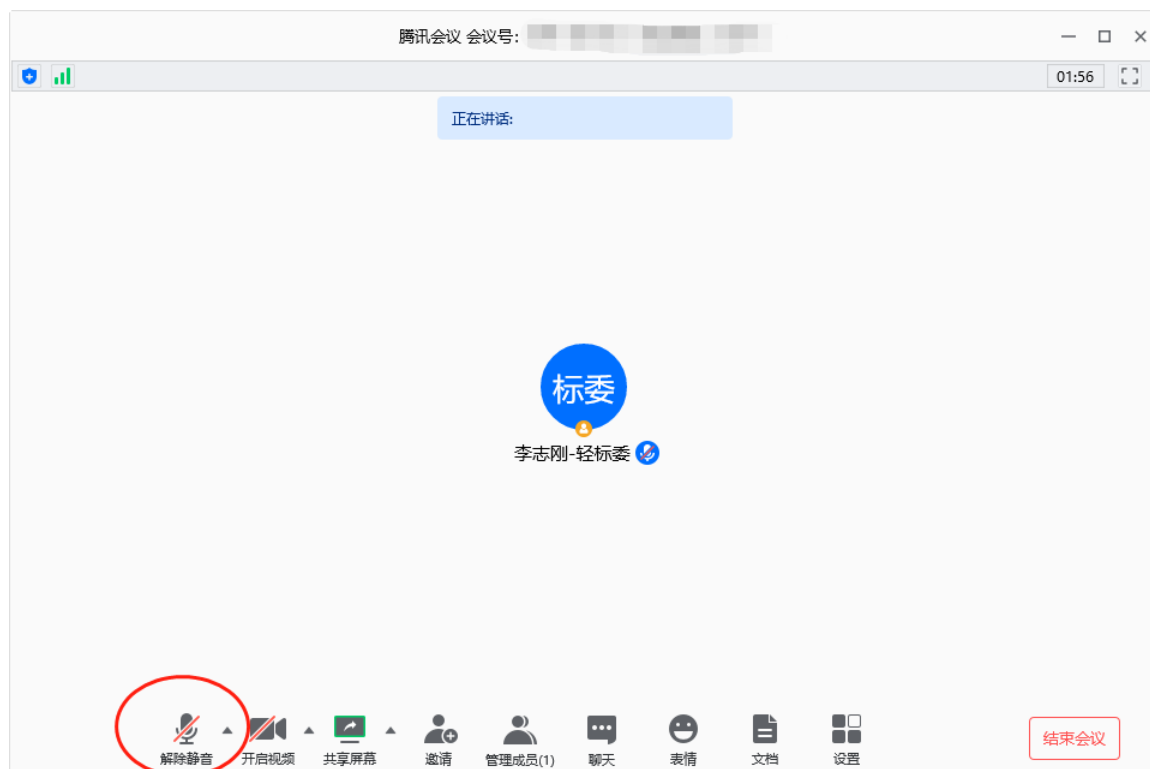 腾讯会议 会议号:
01:56
正在讲话:
标委
李志刚-轻标委
解除静音 开启视频 共享屏幕 邀请 管理成员(1) 聊天 表情 文档 设置 结束会议